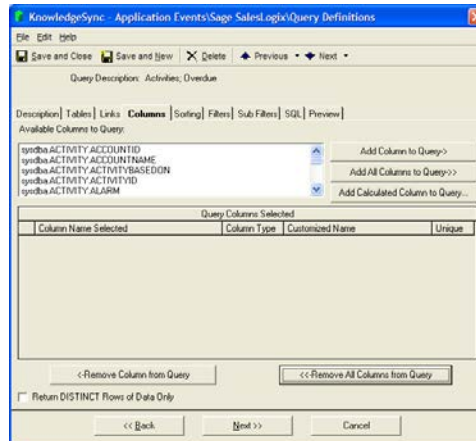 KnowledgeSync - Application Events\Sage SalesLogix\Query Definitions
File Edit Help
Save and Close Save and New Delete Previous Next
Query Description: Activities; Overdue
Description Tables Links Columns Sorting Filters Sub Filters SQL Preview
Available Columns to Query:
sysdba.ACTIVITY.ACCOUNTID
sysdba.ACTIVITY.ACCOUNTNAME
sysdba.ACTIVITY.ACTIVITYBASEDON
sysdba.ACTIVITY.ACTIVITYID
sysdba.ACTIVITY.ALARM
Add Column to Query->
Add All Columns to Query->>
Add Calculated Column to Query...
Query Columns Selected
Column Name Selected Column Type Customized Name Unique
<-Remove Column from Query
<<-Remove All Columns from Query
Return DISTINCT Rows of Data Only
<< Back Next >> Cancel